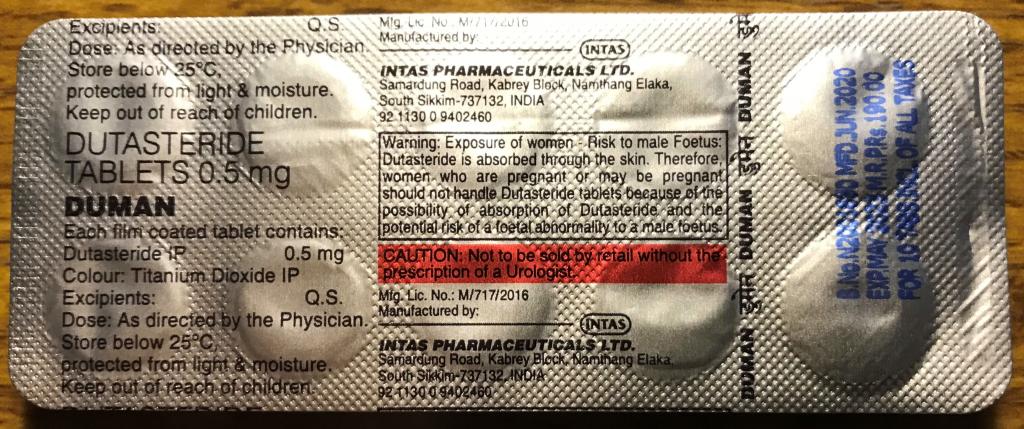 Excipients: Q.S
Dose: As directed by the Physician.
Store below 25°C,
protected from light & moisture.
Keep out of reach of children.
DUTASTERIDE
TABLETS 0.5 mg
DUMAN
Each film coated tablet contains:
Dutasteride IP 0.5 mg
Colour: Titanium Dioxide IP
Excipients: Q.S.
Dose: As directed by the Physician.
Store below 25°C,
protected from light & moisture.
Keep out of reach of children.
Mfg. Lic. No.: M/717/2016
Manufactured by:
INTAS
INTAS PHARMACEUTICALS LTD.
Samardung Road, Kabrey Block, Namthang Elaka,
South Sikkim-737132, INDIA
92 1130 0 9402460
Warning: Exposure of women - Risk to male Foetus:
Dutasteride is absorbed through the skin. Therefore,
women who are pregnant or may be pregnant
should not handle Dutasteride tablets because of the
possibility of absorption of Dutasteride and the
potential risk of a foetal abnormality to a male foetus.
CAUTION: Not to be sold by retail without the
prescription of a Urologist.
Mfg. Lic. No.: M/717/2016
Manufactured by:
INTAS
INTAS PHARMACEUTICALS LTD.
Samardung Road, Kabrey Block, Namthang Elaka,
South Sikkim-737132, INDIA
92 1130 0 9402460
DUMAN ड्युमैन DUMAN ड्युमैन DUMAN
MFD.JUN.2020
EXP.MAY.2023 M.R.P.Rs.190.00
FOR 10 TABS.INCL.OF ALL TAXES